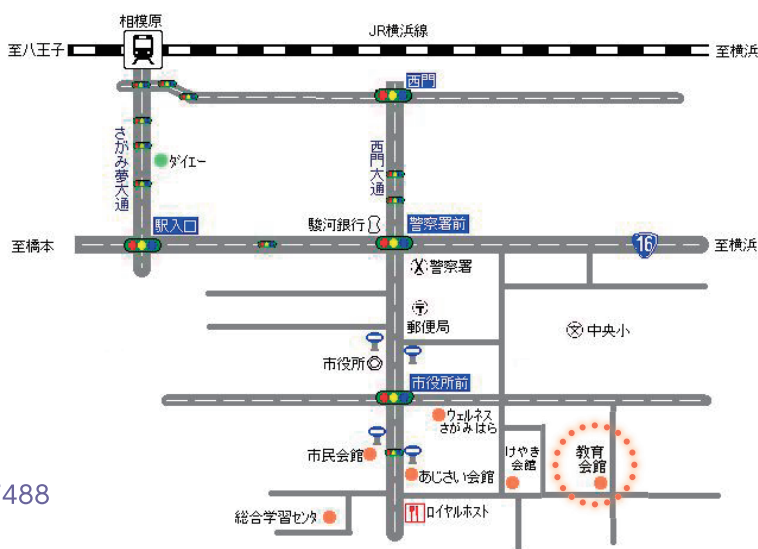 相模原
JR横浜線
至八王子
至横浜
西門
さがみ夢大通
西門大通
ダイエー
駅入口
駿河銀行
警察署前
16
至橋本
至横浜
警察署
郵便局
文
中央小
市役所
市役所前
ウェルネス
さがみはら
市民会館
あじさい会館
けやき
会館
教育
会館
488
総合学習センタ
ロイヤルホスト